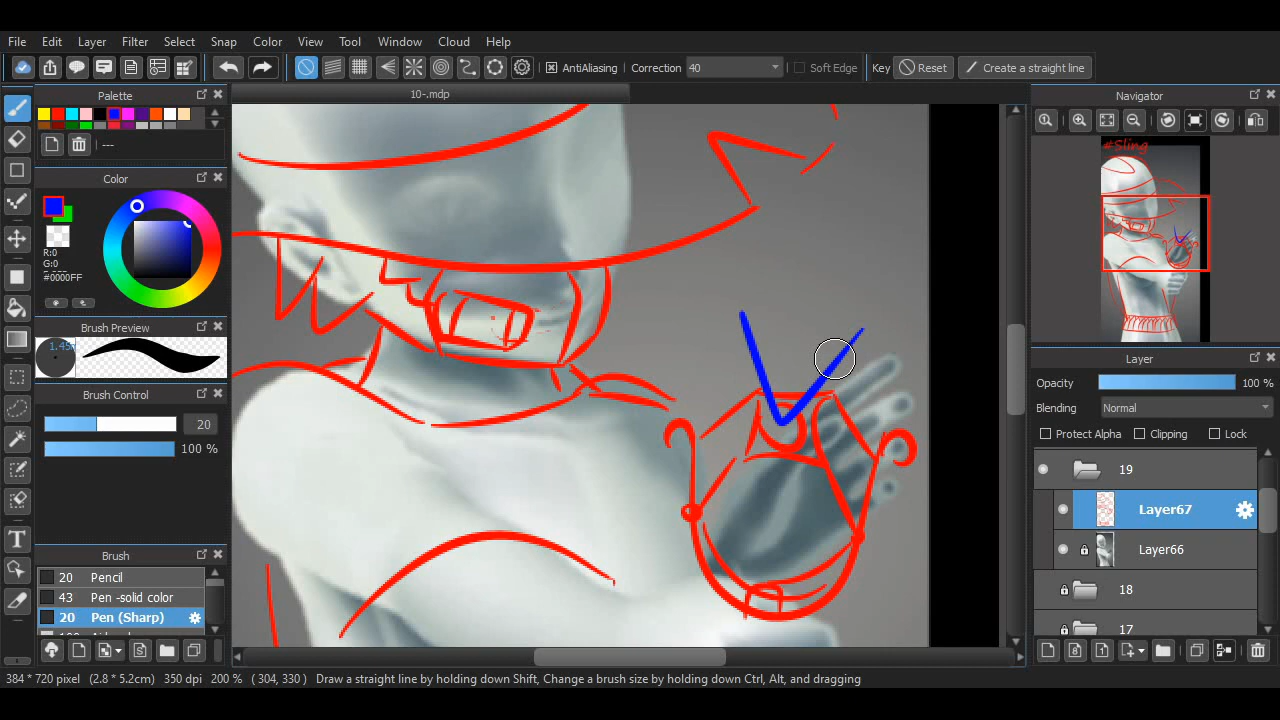 File Edit Layer Filter Select Snap Color View Tool Window Cloud Help
AntiAliasing Correction 40 Soft Edge Key Reset Create a straight line
Palette
10-.mdp
Navigator
---
#Sling
Color
R:0
G:0
#0000FF
Brush Preview
1.45
Brush Control
20
100 %
Layer
Opacity 100 %
Blending Normal
Protect Alpha Clipping Lock
19
Layer67
Layer66
18
17
Brush
20 Pencil
43 Pen -solid color
20 Pen (Sharp)
384 * 720 pixel (2.8 * 5.2cm) 350 dpi 200 % ( 304, 330 ) Draw a straight line by holding down Shift, Change a brush size by holding down Ctrl, Alt, and dragging